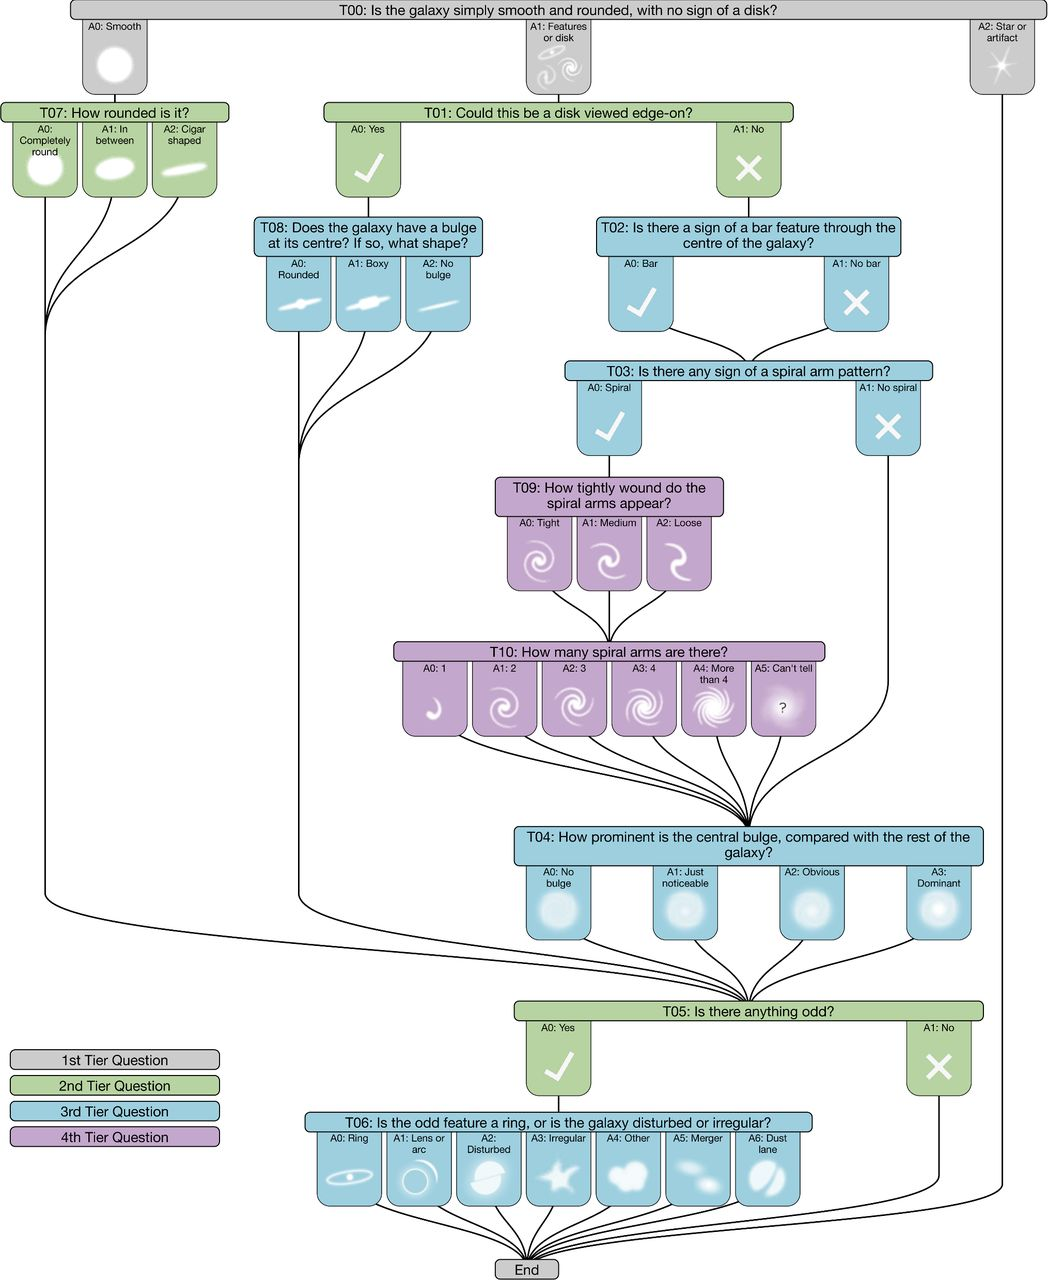 T00: Is the galaxy simply smooth and rounded, with no sign of a disk?
A0: Smooth
A1: Features
or disk
A2: Star or
artifact
T07: How rounded is it?
A0:
Completely
round
A1: In
between
A2: Cigar
shaped
T01: Could this be a disk viewed edge-on?
A0: Yes
A1: No
T08: Does the galaxy have a bulge
at its centre? If so, what shape?
A0:
Rounded
A1: Boxy
A2: No
bulge
T02: Is there a sign of a bar feature through the
centre of the galaxy?
A0: Bar
A1: No bar
T03: Is there any sign of a spiral arm pattern?
A0: Spiral
A1: No spiral
T09: How tightly wound do the
spiral arms appear?
A0: Tight
A1: Medium
A2: Loose
T10: How many spiral arms are there?
A0: 1
A1: 2
A2: 3
A3: 4
A4: More
than 4
A5: Can't tell
?
T04: How prominent is the central bulge, compared with the rest of the
galaxy?
A0: No
bulge
A1: Just
noticeable
A2: Obvious
A3:
Dominant
T05: Is there anything odd?
A0: Yes
A1: No
1st Tier Question
2nd Tier Question
3rd Tier Question
4th Tier Question
T06: Is the odd feature a ring, or is the galaxy disturbed or irregular?
A0: Ring
A1: Lens or
arc
A2:
Disturbed
A3: Irregular
A4: Other
A5: Merger
A6: Dust
lane
End